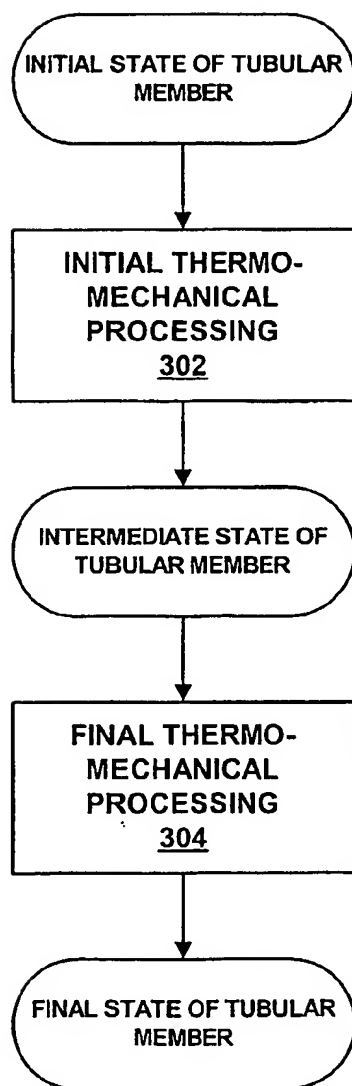 INITIAL STATE OF TUBULAR
MEMBER
INITIAL THERMO-
MECHANICAL
PROCESSING
302
INTERMEDIATE STATE OF
TUBULAR MEMBER
FINAL THERMO-
MECHANICAL
PROCESSING
304
FINAL STATE OF TUBULAR
MEMBER